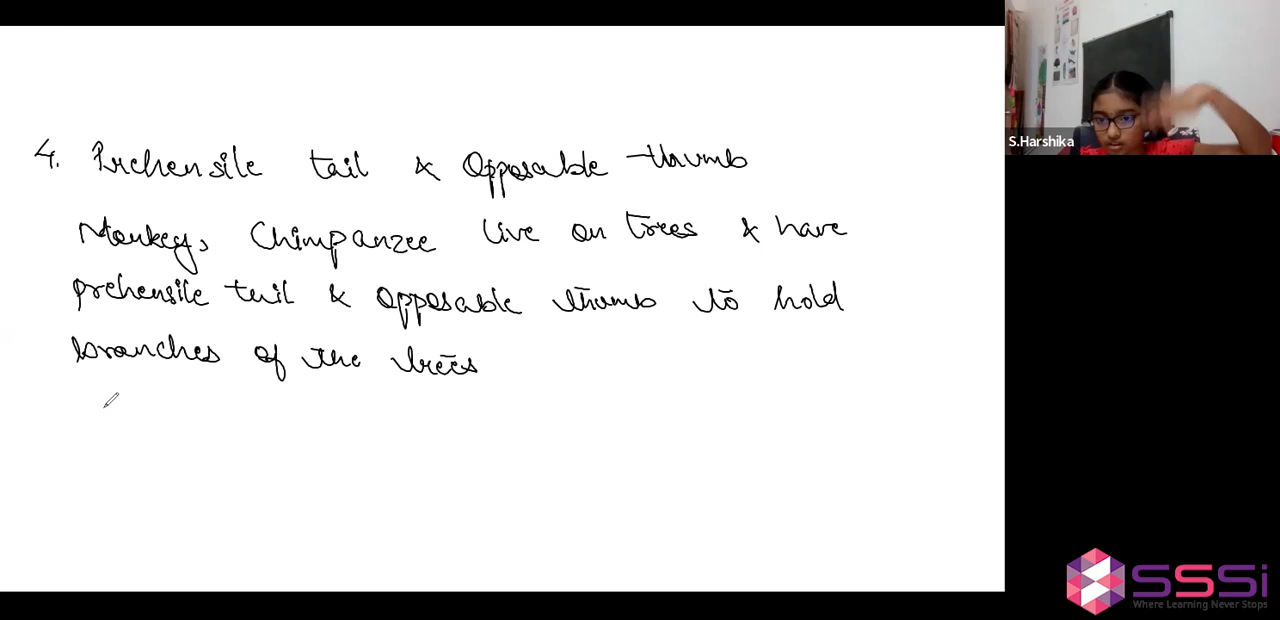 4. Prehensile tail & Opposable thumb
Monkey, Chimpanzee live on trees & have
prehensile tail & opposable thumb to hold
branches of the trees
S.Harshika
SSSi
Where Learning Never Stops